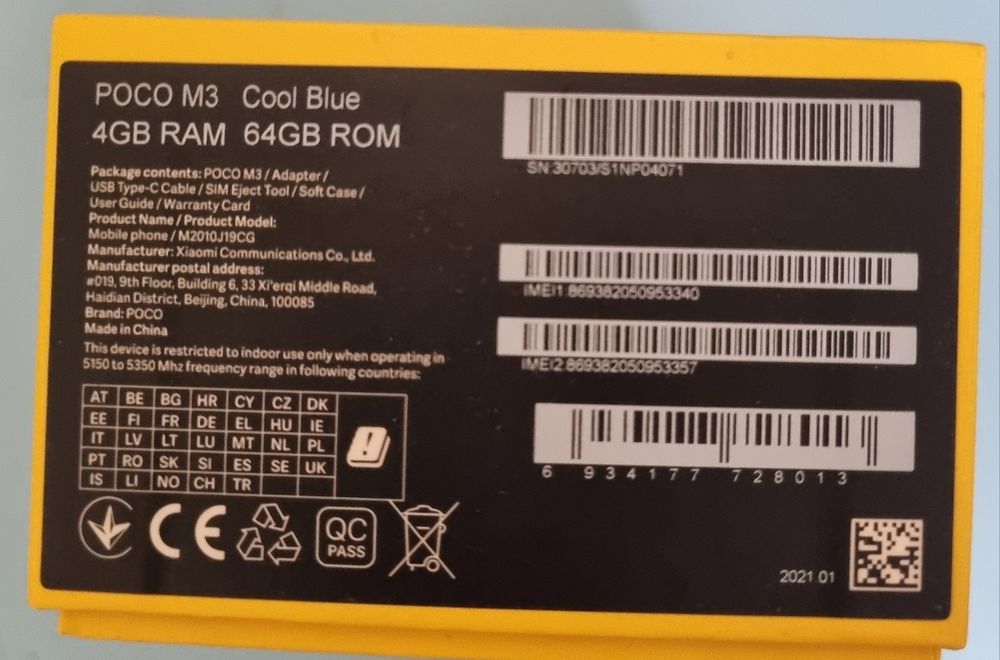 POCO M3 Cool Blue
4GB RAM 64GB ROM
Package contents: POCO M3 / Adapter /
USB Type-C Cable / SIM Eject Tool / Soft Case /
User Guide / Warranty Card
Product Name / Product Model:
Mobile phone / M2010J19CG
Manufacturer: Xiaomi Communications Co., Ltd.
Manufacturer postal address:
#019, 9th Floor, Building 6, 33 Xi'erqi Middle Road,
Haidian District, Beijing, China, 100085
Brand: POCO
Made in China
This device is restricted to indoor use only when operating in
5150 to 5350 Mhz frequency range in following countries:
AT BE BG HR CY CZ DK
EE FI FR DE EL HU IE
IT LV LT LU MT NL PL
PT RO SK SI ES SE UK
IS LI NO CH TR
CE
QC
PASS
SN 30703/S1NP04071
IMEI1 869382050953340
IMEI2 869382050953357
6 934177 728013
2021.01